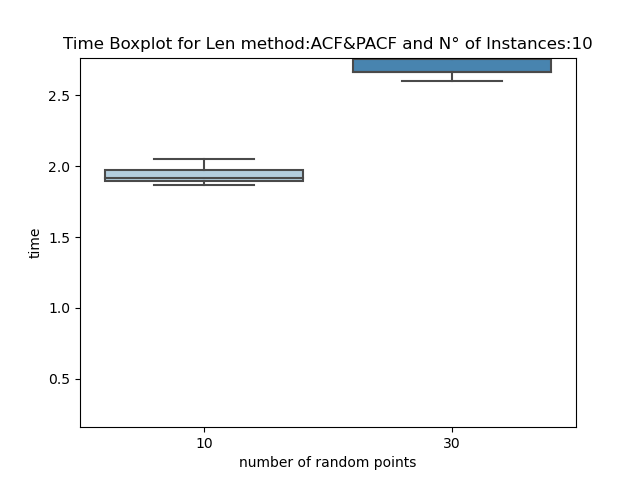 Time Boxplot for Len method:ACF&PACF and N° of Instances:10
2.5
2.0
1.5
1.0
0.5
time
10
30
number of random points